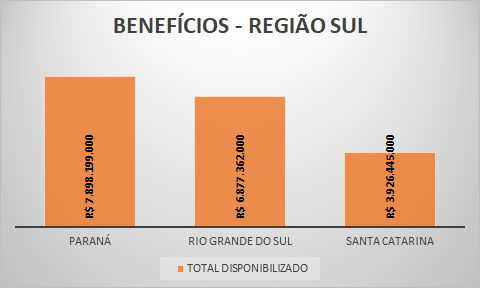 BENEFÍCIOS - REGIÃO SUL
R$ 7.898.199.000
R$ 6.877.362.000
R$ 3.926.445.000
PARANÁ
RIO GRANDE DO SUL
SANTA CATARINA
TOTAL DISPONIBILIZADO